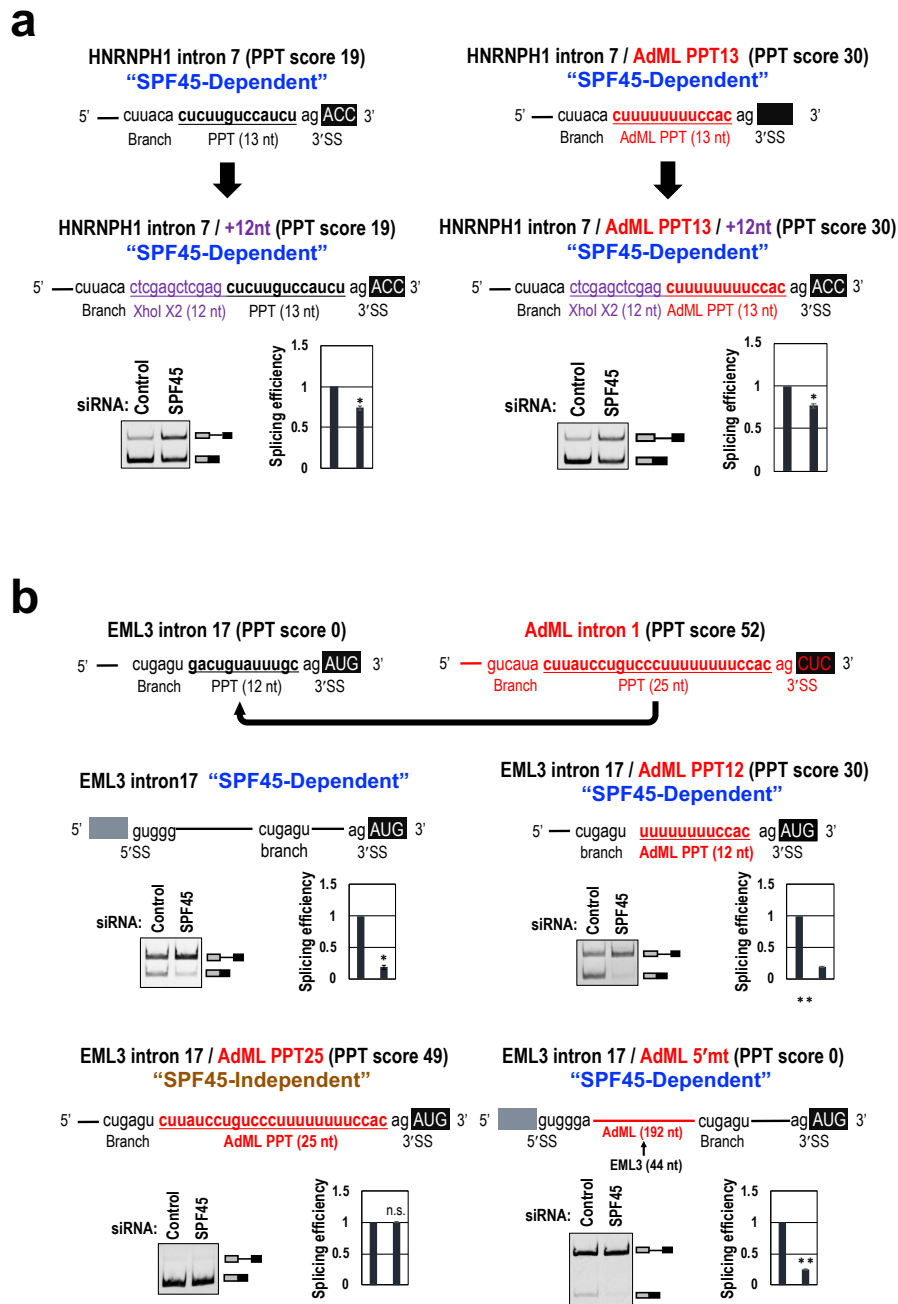 a
HNRNPH1 intron 7 (PPT score 19)
“SPF45-Dependent”
5’ cuuaca cucuuguccaucu ag ACC 3’
Branch PPT (13 nt) 3′SS
HNRNPH1 intron 7 / AdML PPT13 (PPT score 30)
“SPF45-Dependent”
5’ cuuaca cuuuuuuuuccac ag 3’
Branch AdML PPT (13 nt) 3′SS
HNRNPH1 intron 7 / +12nt (PPT score 19)
“SPF45-Dependent”
5’ cuuaca ctcgagctcgag cucuuguccaucu ag ACC 3’
Branch XhoI X2 (12 nt) PPT (13 nt) 3′SS
siRNA: Control SPF45
Splicing efficiency
1.5
1
0.5
0
*
HNRNPH1 intron 7 / AdML PPT13 / +12nt (PPT score 30)
“SPF45-Dependent”
5’ cuuaca ctcgagctcgag cuuuuuuuuccac ag ACC 3’
Branch XhoI X2 (12 nt) AdML PPT (13 nt) 3′SS
siRNA: Control SPF45
Splicing efficiency
1.5
1
0.5
0
*
b
EML3 intron 17 (PPT score 0)
5’ cugagu gacuguauuugc ag AUG 3’
Branch PPT (12 nt) 3′SS
AdML intron 1 (PPT score 52)
5’ gucaua cuuauccugucccuuuuuuuuccac ag CUC 3’
Branch PPT (25 nt) 3′SS
EML3 intron17 “SPF45-Dependent”
5’ guggg cugagu ag AUG 3’
5′SS branch 3′SS
siRNA: Control SPF45
Splicing efficiency
1.5
1
0.5
0
*
EML3 intron 17 / AdML PPT12 (PPT score 30)
“SPF45-Dependent”
5’ cugagu uuuuuuuuccac ag AUG 3’
branch AdML PPT (12 nt) 3′SS
siRNA: Control SPF45
Splicing efficiency
1.5
1
0.5
0
**
EML3 intron 17 / AdML PPT25 (PPT score 49)
“SPF45-Independent”
5’ cugagu cuuauccugucccuuuuuuuuccac ag AUG 3’
Branch AdML PPT (25 nt) 3′SS
siRNA: Control SPF45
Splicing efficiency
1.5
1
0.5
0
n.s.
EML3 intron 17 / AdML 5′mt (PPT score 0)
“SPF45-Dependent”
5’ guggga cugagu ag AUG 3’
5′SS AdML (192 nt) Branch 3′SS
EML3 (44 nt)
siRNA: Control SPF45
Splicing efficiency
1.5
1
0.5
0
**